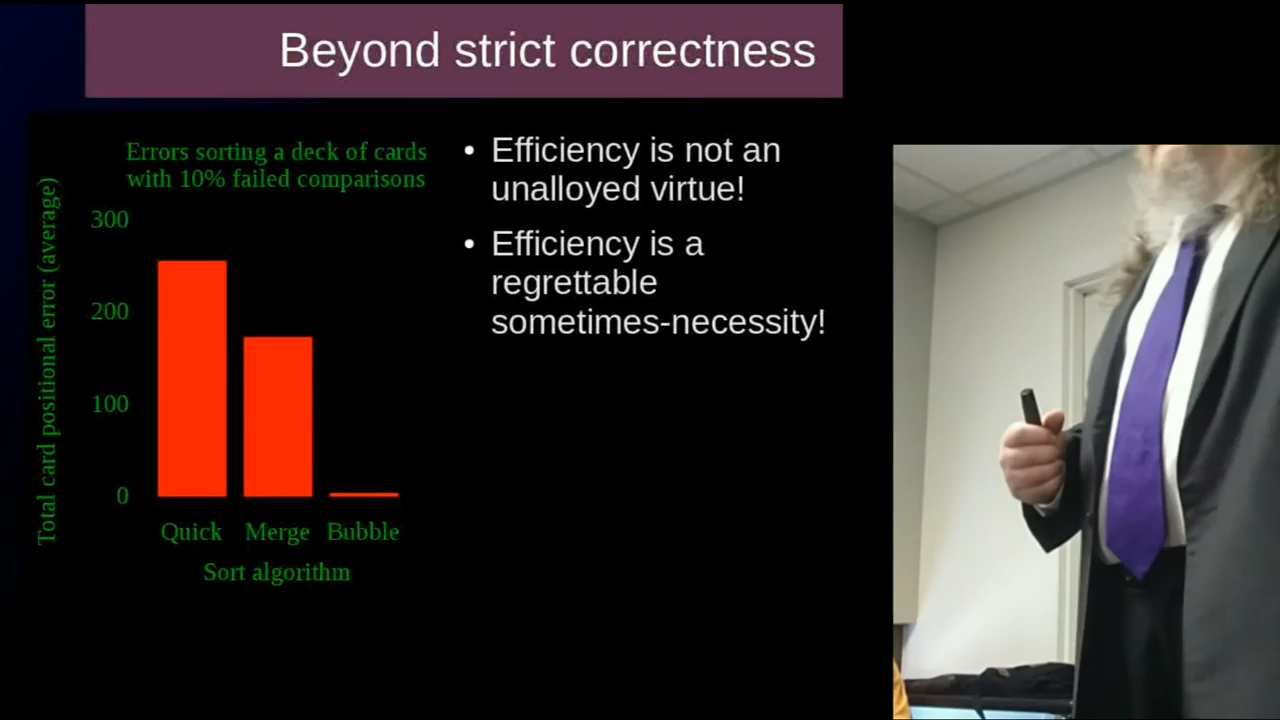 Beyond strict correctness
Errors sorting a deck of cards
with 10% failed comparisons
Total card positional error (average)
300
200
100
0
Quick Merge Bubble
Sort algorithm
• Efficiency is not an
unalloyed virtue!
• Efficiency is a
regrettable
sometimes-necessity!